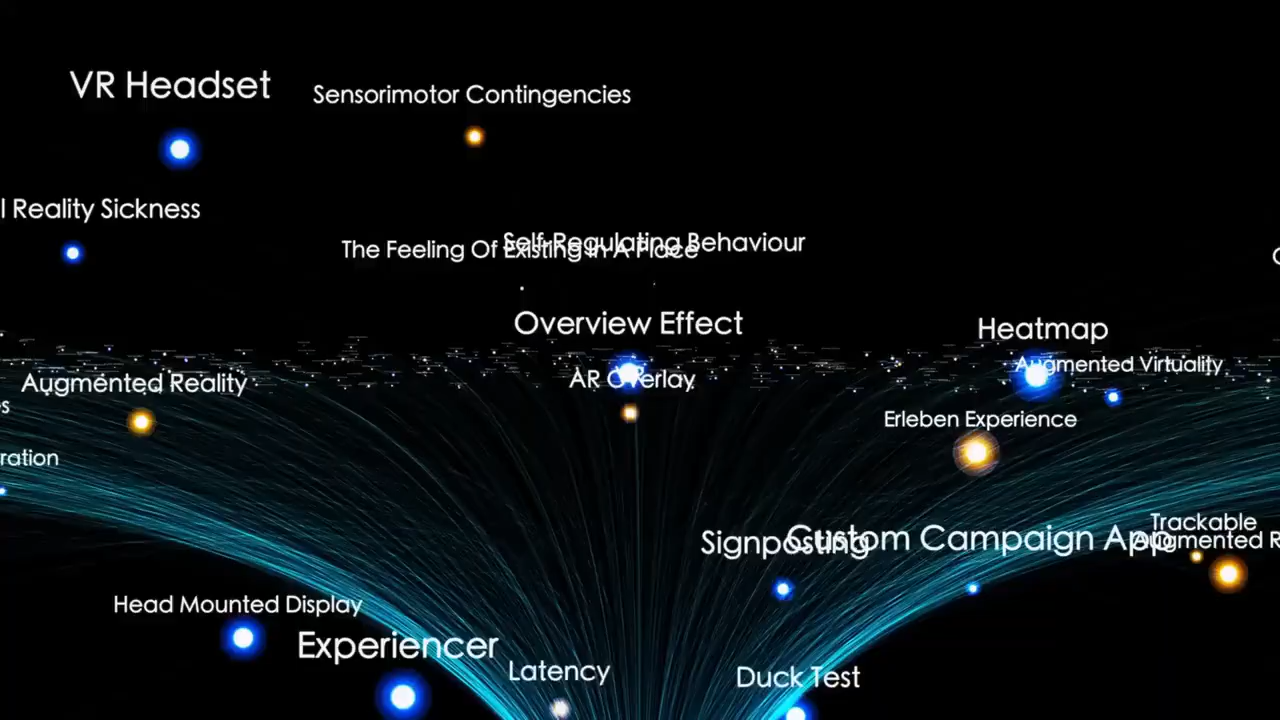 VR Headset
Sensorimotor Contingencies
l Reality Sickness
Self-Regulating Behaviour
The Feeling Of Existing In A Place
Overview Effect
Heatmap
Augmented Virtuality
AR Overlay
Augmented Reality
Erleben Experience
ration
Trackable
Custom Campaign App
Signposting
Augmented R
Head Mounted Display
Experiencer
Latency
Duck Test